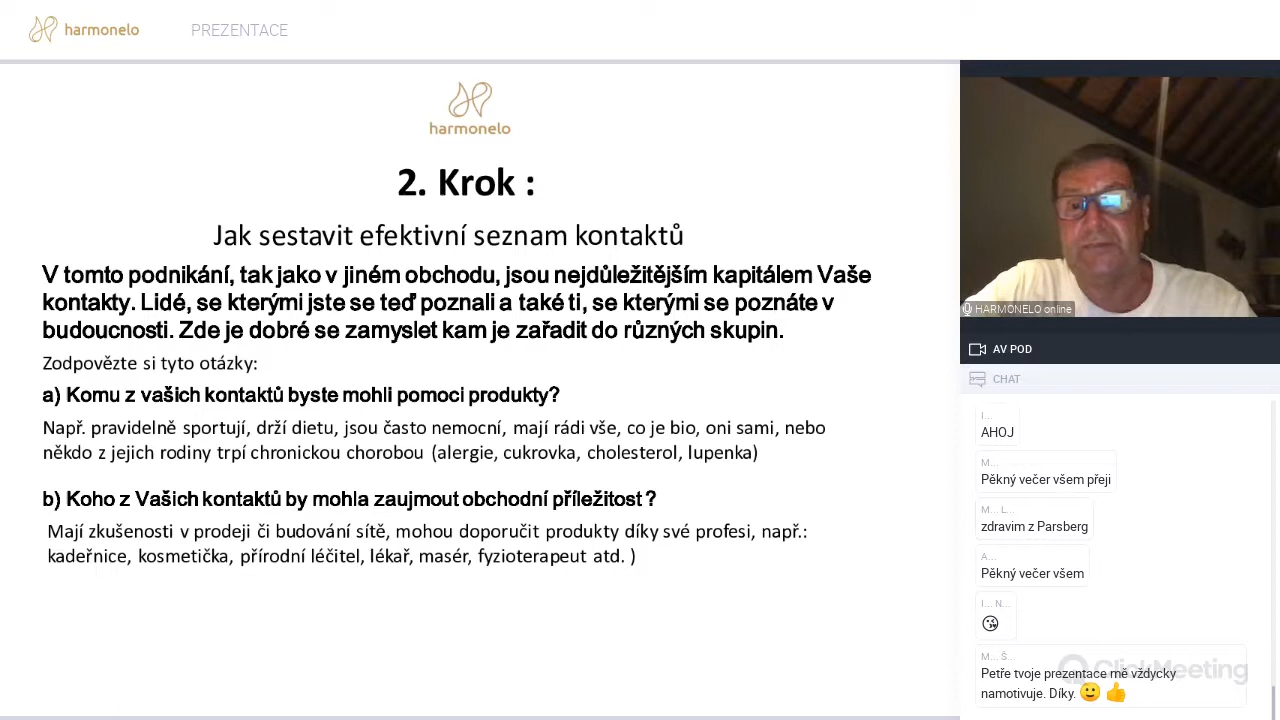 harmonelo
PREZENTACE
harmonelo
2. Krok :
Jak sestavit efektivní seznam kontaktů
V tomto podnikání, tak jako v jiném obchodu, jsou nejdůležitějším kapitálem Vaše
kontakty. Lidé, se kterými jste se teď poznali a také ti, se kterými se poznáte v
budoucnosti. Zde je dobré se zamyslet kam je zařadit do různých skupin.
Zodpovězte si tyto otázky:
a) Komu z vašich kontaktů byste mohli pomoci produkty?
Např. pravidelně sportují, drží dietu, jsou často nemocní, mají rádi vše, co je bio, oni sami, nebo
někdo z jejich rodiny trpí chronickou chorobou (alergie, cukrovka, cholesterol, lupenka)
b) Koho z Vašich kontaktů by mohla zaujmout obchodní příležitost ?
Mají zkušenosti v prodeji či budování sítě, mohou doporučit produkty díky své profesi, např.:
kadeřnice, kosmetička, přírodní léčitel, lékař, masér, fyzioterapeut atd. )
HARMONELO online
AV POD
CHAT
I...
AHOJ
M...
Pěkný večer všem přeji
M... L...
zdravim z Parsberg
A...
Pěkný večer všem
I... N...
M... Š...
ClickMeeting
Petře tvoje prezentace mě vždycky
namotivuje. Díky.